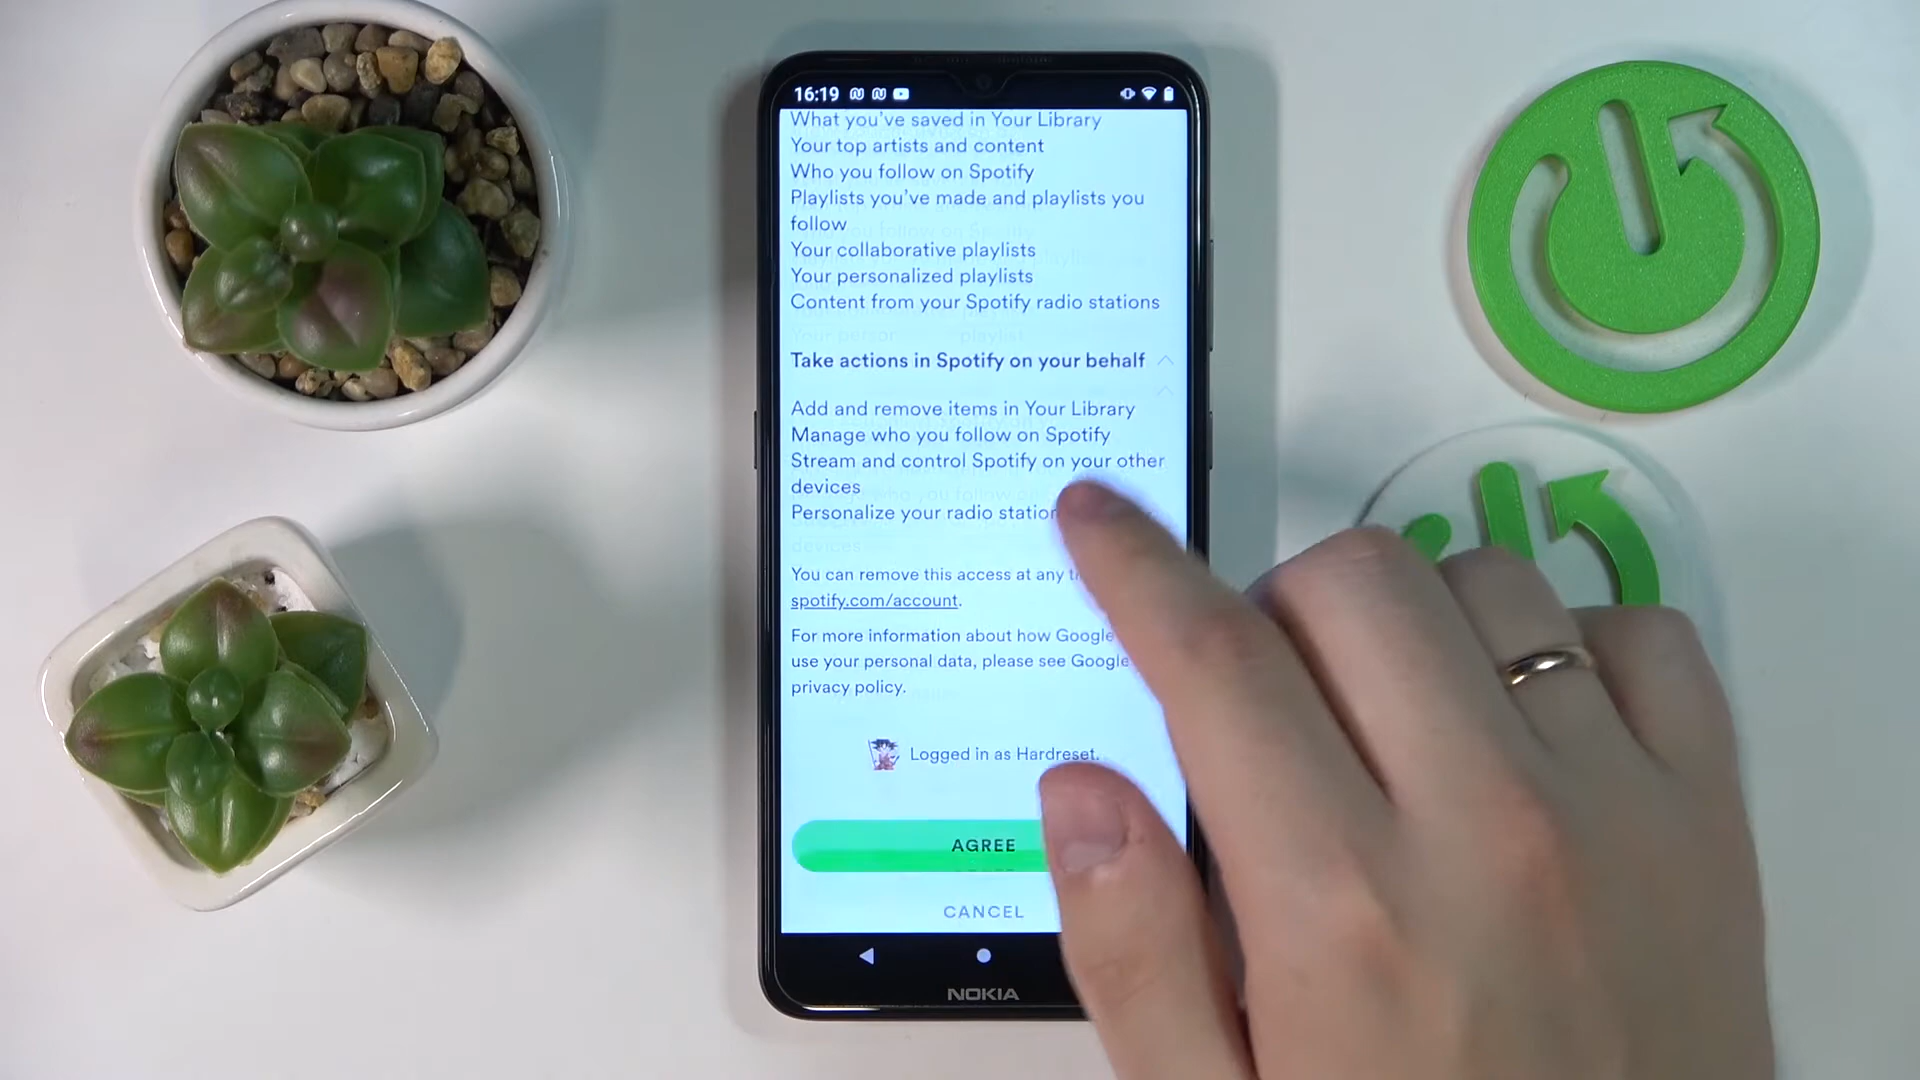 16:19
What you've saved in Your Library
Your top artists and content
Who you follow on Spotify
Playlists you've made and playlists you
follow
Your collaborative playlists
Your personalized playlists
Content from your Spotify radio stations
Take actions in Spotify on your behalf
Add and remove items in Your Library
Manage who you follow on Spotify
Stream and control Spotify on your other
devices
Personalize your radio
You can remove this access at any
spotify.com/account.
For more information about how Google
use your personal data, please see Google
privacy policy.
Logged in as Hardreset.
AGREE
CANCEL
NOKIA